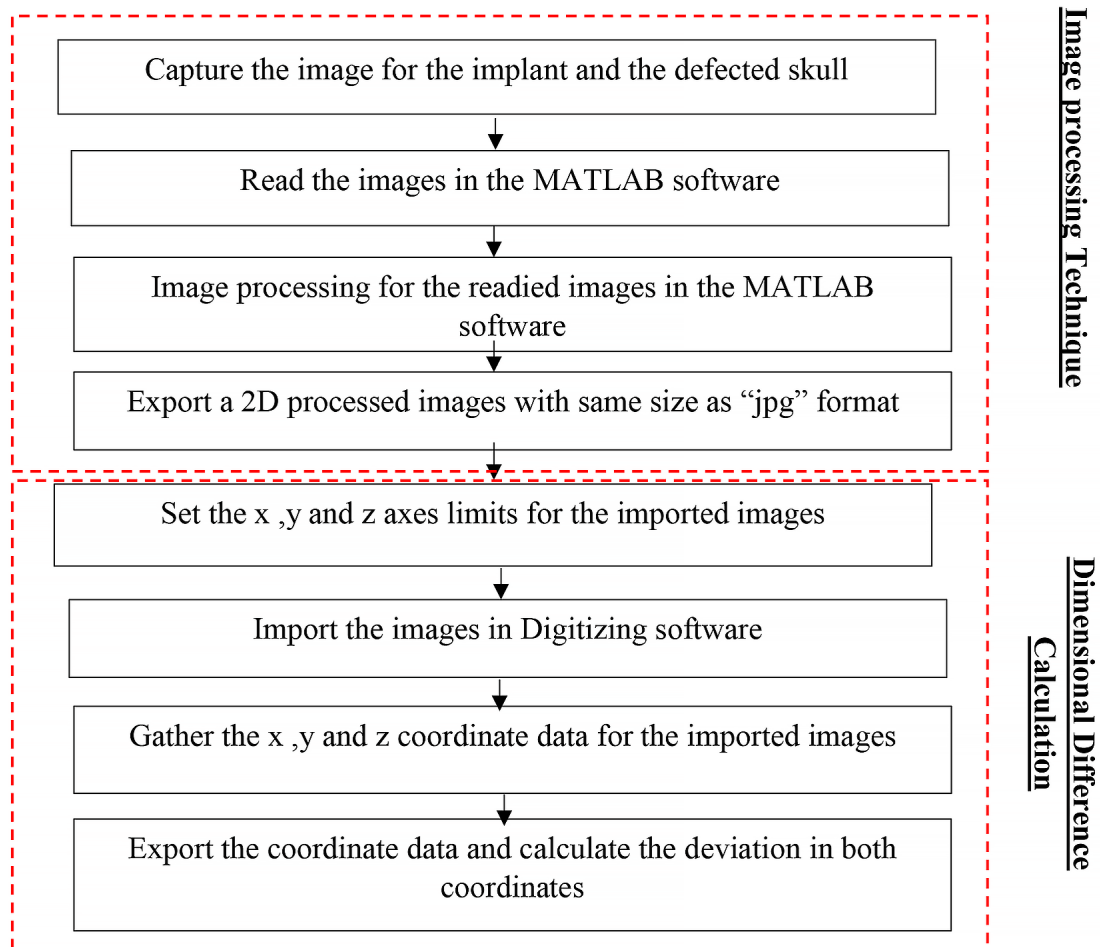 Capture the image for the implant and the defected skull
Read the images in the MATLAB software
Image processing for the readied images in the MATLAB
software
Export a 2D processed images with same size as “jpg” format
Image processing Technique
Set the x ,y and z axes limits for the imported images
Import the images in Digitizing software
Gather the x ,y and z coordinate data for the imported images
Export the coordinate data and calculate the deviation in both
coordinates
Dimensional Difference
Calculation